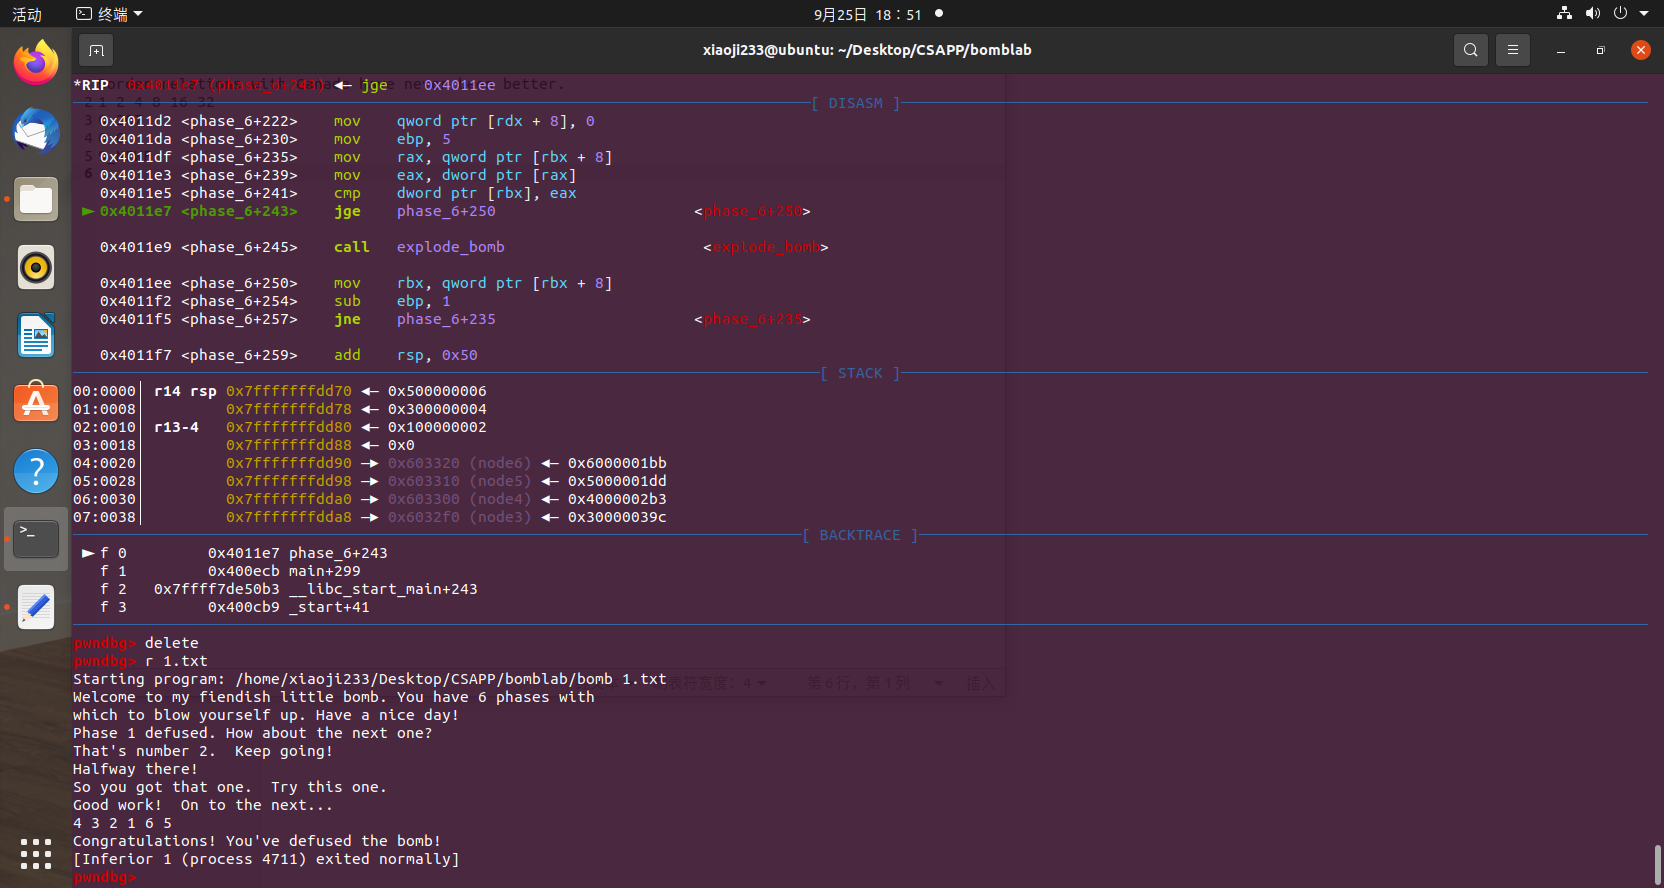 活动 终端 9月25日 18：51
xiaoji233@ubuntu: ~/Desktop/CSAPP/bomblab
*RIP 0x4011e7 (phase_6+243) ◂— jge 0x4011ee
[ DISASM ]
0x4011d2 <phase_6+222> mov qword ptr [rdx + 8], 0
0x4011da <phase_6+230> mov ebp, 5
0x4011df <phase_6+235> mov rax, qword ptr [rbx + 8]
0x4011e3 <phase_6+239> mov eax, dword ptr [rax]
0x4011e5 <phase_6+241> cmp dword ptr [rbx], eax
► 0x4011e7 <phase_6+243> jge phase_6+250 <phase_6+250>
0x4011e9 <phase_6+245> call explode_bomb <explode_bomb>
0x4011ee <phase_6+250> mov rbx, qword ptr [rbx + 8]
0x4011f2 <phase_6+254> sub ebp, 1
0x4011f5 <phase_6+257> jne phase_6+235 <phase_6+235>
0x4011f7 <phase_6+259> add rsp, 0x50
[ STACK ]
00:0000│ r14 rsp 0x7fffffffdd70 ◂— 0x500000006
01:0008│ 0x7fffffffdd78 ◂— 0x300000004
02:0010│ r13-4 0x7fffffffdd80 ◂— 0x100000002
03:0018│ 0x7fffffffdd88 ◂— 0x0
04:0020│ 0x7fffffffdd90 —▸ 0x603320 (node6) ◂— 0x6000001bb
05:0028│ 0x7fffffffdd98 —▸ 0x603310 (node5) ◂— 0x5000001dd
06:0030│ 0x7fffffffdda0 —▸ 0x603300 (node4) ◂— 0x4000002b3
07:0038│ 0x7fffffffdda8 —▸ 0x6032f0 (node3) ◂— 0x30000039c
[ BACKTRACE ]
► f 0 0x4011e7 phase_6+243
f 1 0x400ecb main+299
f 2 0x7ffff7de50b3 __libc_start_main+243
f 3 0x400cb9 _start+41
pwndbg> delete
pwndbg> r 1.txt
Starting program: /home/xiaoji233/Desktop/CSAPP/bomblab/bomb 1.txt
Welcome to my fiendish little bomb. You have 6 phases with
which to blow yourself up. Have a nice day!
Phase 1 defused. How about the next one?
That's number 2.  Keep going!
Halfway there!
So you got that one.  Try this one.
Good work!  On to the next...
4 3 2 1 6 5
Congratulations! You've defused the bomb!
[Inferior 1 (process 4711) exited normally]
pwndbg>